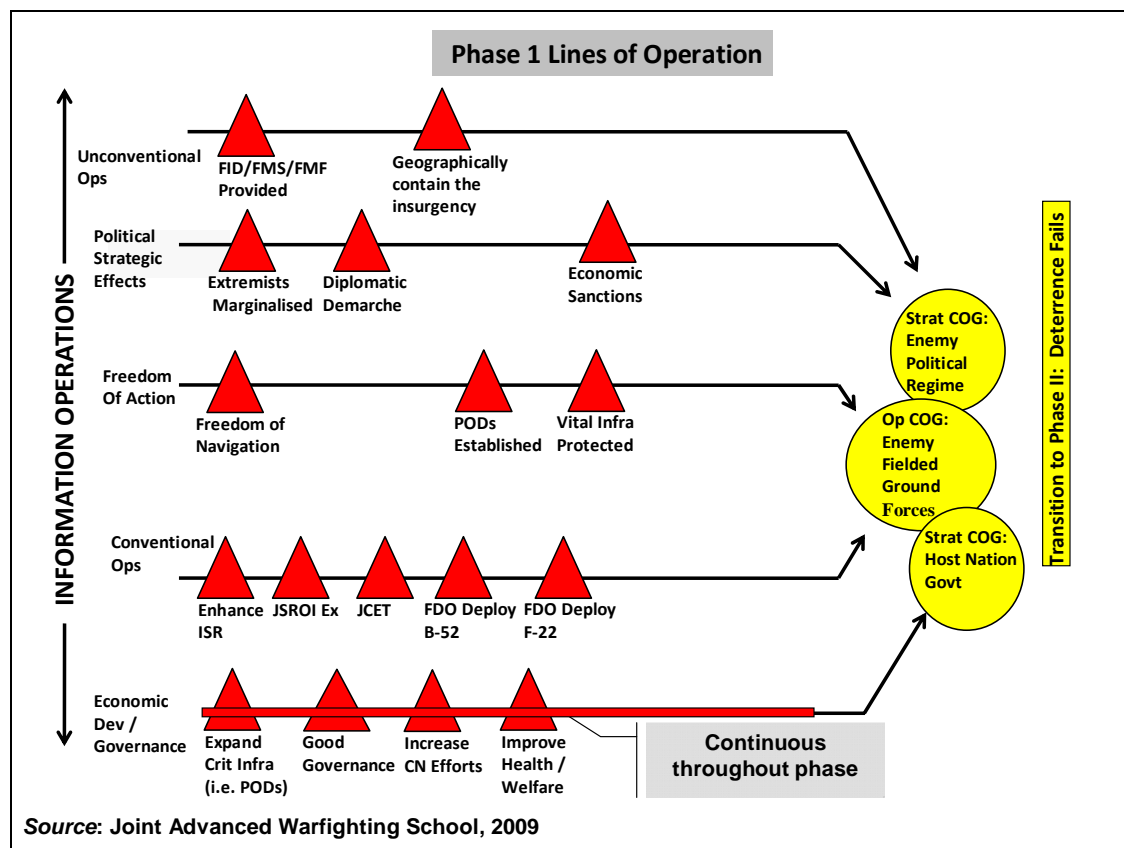 Phase 1 Lines of Operation
INFORMATION OPERATIONS
Unconventional
Ops
FID/FMS/FMF
Provided
Geographically
contain the
insurgency
Political
Strategic
Effects
Extremists
Marginalised
Diplomatic
Demarche
Economic
Sanctions
Freedom
Of Action
Freedom of
Navigation
PODs
Established
Vital Infra
Protected
Conventional
Ops
Enhance
ISR
JSROI Ex
JCET
FDO Deploy
B-52
FDO Deploy
F-22
Economic
Dev /
Governance
Expand
Crit Infra
(i.e. PODs)
Good
Governance
Increase
CN Efforts
Improve
Health /
Welfare
Continuous
throughout phase
Strat COG:
Enemy
Political
Regime
Op COG:
Enemy
Fielded
Ground
Forces
Strat COG:
Host Nation
Govt
Transition to Phase II: Deterrence Fails
Source: Joint Advanced Warfighting School, 2009